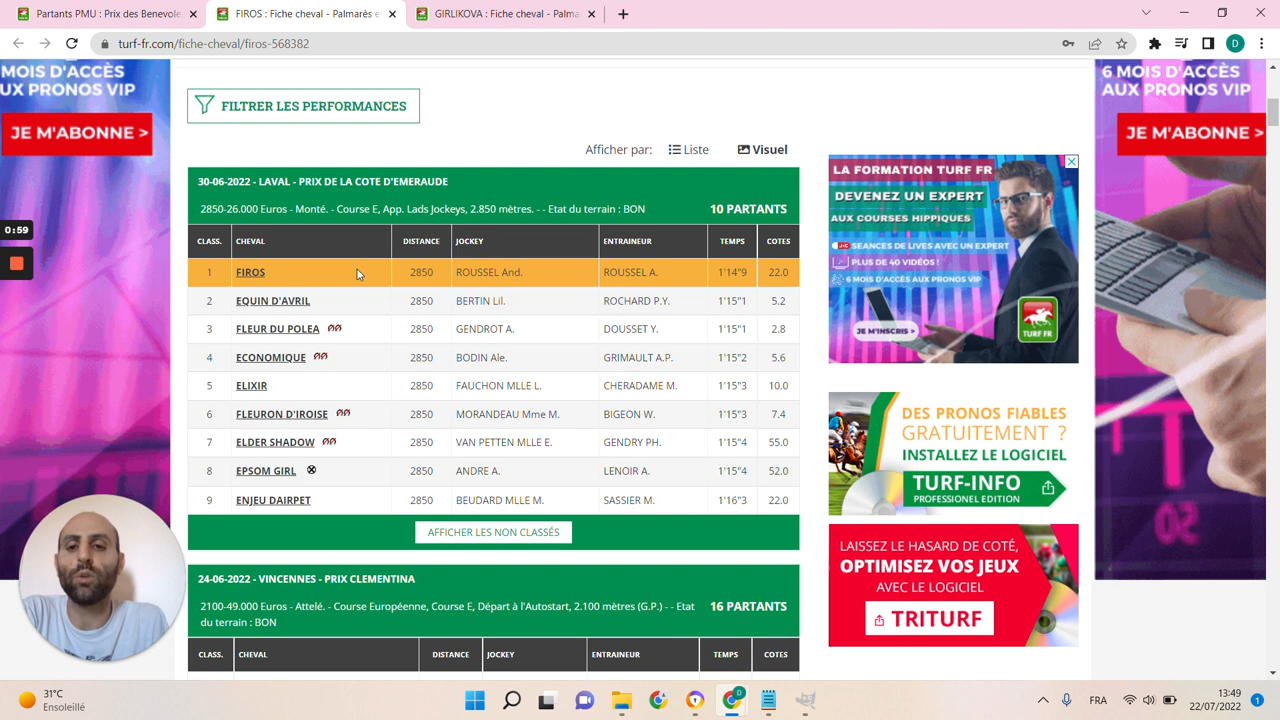 Partants PMU : Prix des Benevol
FIROS : Fiche cheval - Palmarès e
GIRLIKOVA : Fiche cheval - Palma
turf-fr.com/fiche-cheval/firos-568382
D
MOIS D'ACCÈS
UX PRONOS VIP
JE M'ABONNE >
6 MOIS D'ACCÈS
AUX PRONOS VIP
JE M'ABONNE >
FILTRER LES PERFORMANCES
Afficher par: Liste Visuel
0:59
30-06-2022 - LAVAL - PRIX DE LA COTE D'EMERAUDE
2850-26.000 Euros - Monté. - Course E, App. Lads Jockeys, 2.850 mètres. - - Etat du terrain : BON 10 PARTANTS
CLASS. CHEVAL DISTANCE JOCKEY ENTRAINEUR TEMPS COTES
1 FIROS 2850 ROUSSEL And. ROUSSEL A. 1'14"9 22.0
2 EQUIN D'AVRIL 2850 BERTIN Lil. ROCHARD P.Y. 1'15"1 5.2
3 FLEUR DU POLEA 2850 GENDROT A. DOUSSET Y. 1'15"1 2.8
4 ECONOMIQUE 2850 BODIN Ale. GRIMAULT A.P. 1'15"2 5.6
5 ELIXIR 2850 FAUCHON MLLE L. CHERADAME M. 1'15"3 10.0
6 FLEURON D'IROISE 2850 MORANDEAU Mme M. BIGEON W. 1'15"3 7.4
7 ELDER SHADOW 2850 VAN PETTEN MLLE E. GENDRY PH. 1'15"4 55.0
8 EPSOM GIRL 2850 ANDRE A. LENOIR A. 1'15"4 52.0
9 ENJEU DAIRPET 2850 BEUDARD MLLE M. SASSIER M. 1'16"3 22.0
AFFICHER LES NON CLASSÉS
24-06-2022 - VINCENNES - PRIX CLEMENTINA
2100-49.000 Euros - Attelé. - Course Européenne, Course E, Départ à l'Autostart, 2.100 mètres (G.P.) - - Etat
du terrain : BON
16 PARTANTS
CLASS. CHEVAL DISTANCE JOCKEY ENTRAINEUR TEMPS COTES
LA FORMATION TURF FR
DEVENEZ UN EXPERT
AUX COURSES HIPPIQUES
SEANCES DE LIVES AVEC UN EXPERT
PLUS DE 40 VIDÉOS !
6 MOIS D'ACCÈS AUX PRONOS VIP
JE M'INSCRIS >
TURF FR
DES PRONOS FIABLES
GRATUITEMENT ?
INSTALLEZ LE LOGICIEL
TURF-INFO
PROFESSIONEL EDITION
LAISSEZ LE HASARD DE COTÉ,
OPTIMISEZ VOS JEUX
AVEC LE LOGICIEL
TRITURF
31°C
Ensoleillé
D
FRA
13:49
22/07/2022
1